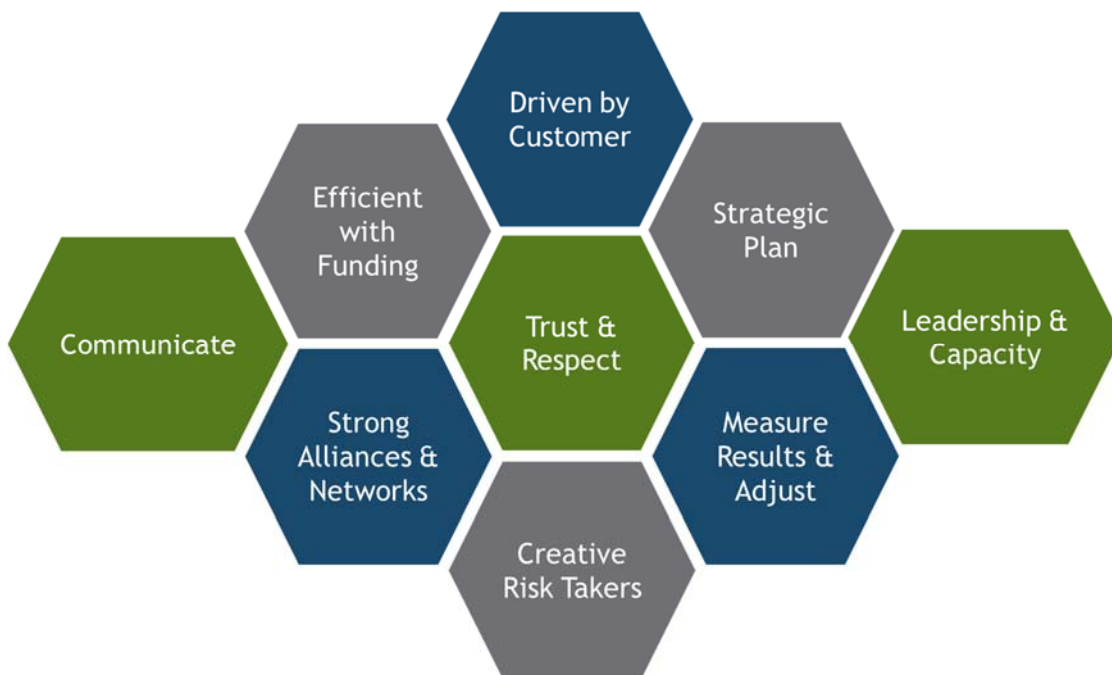 Driven by
Customer
Efficient
with
Funding
Strategic
Plan
Communicate
Trust &
Respect
Leadership &
Capacity
Strong
Alliances &
Networks
Measure
Results &
Adjust
Creative
Risk Takers